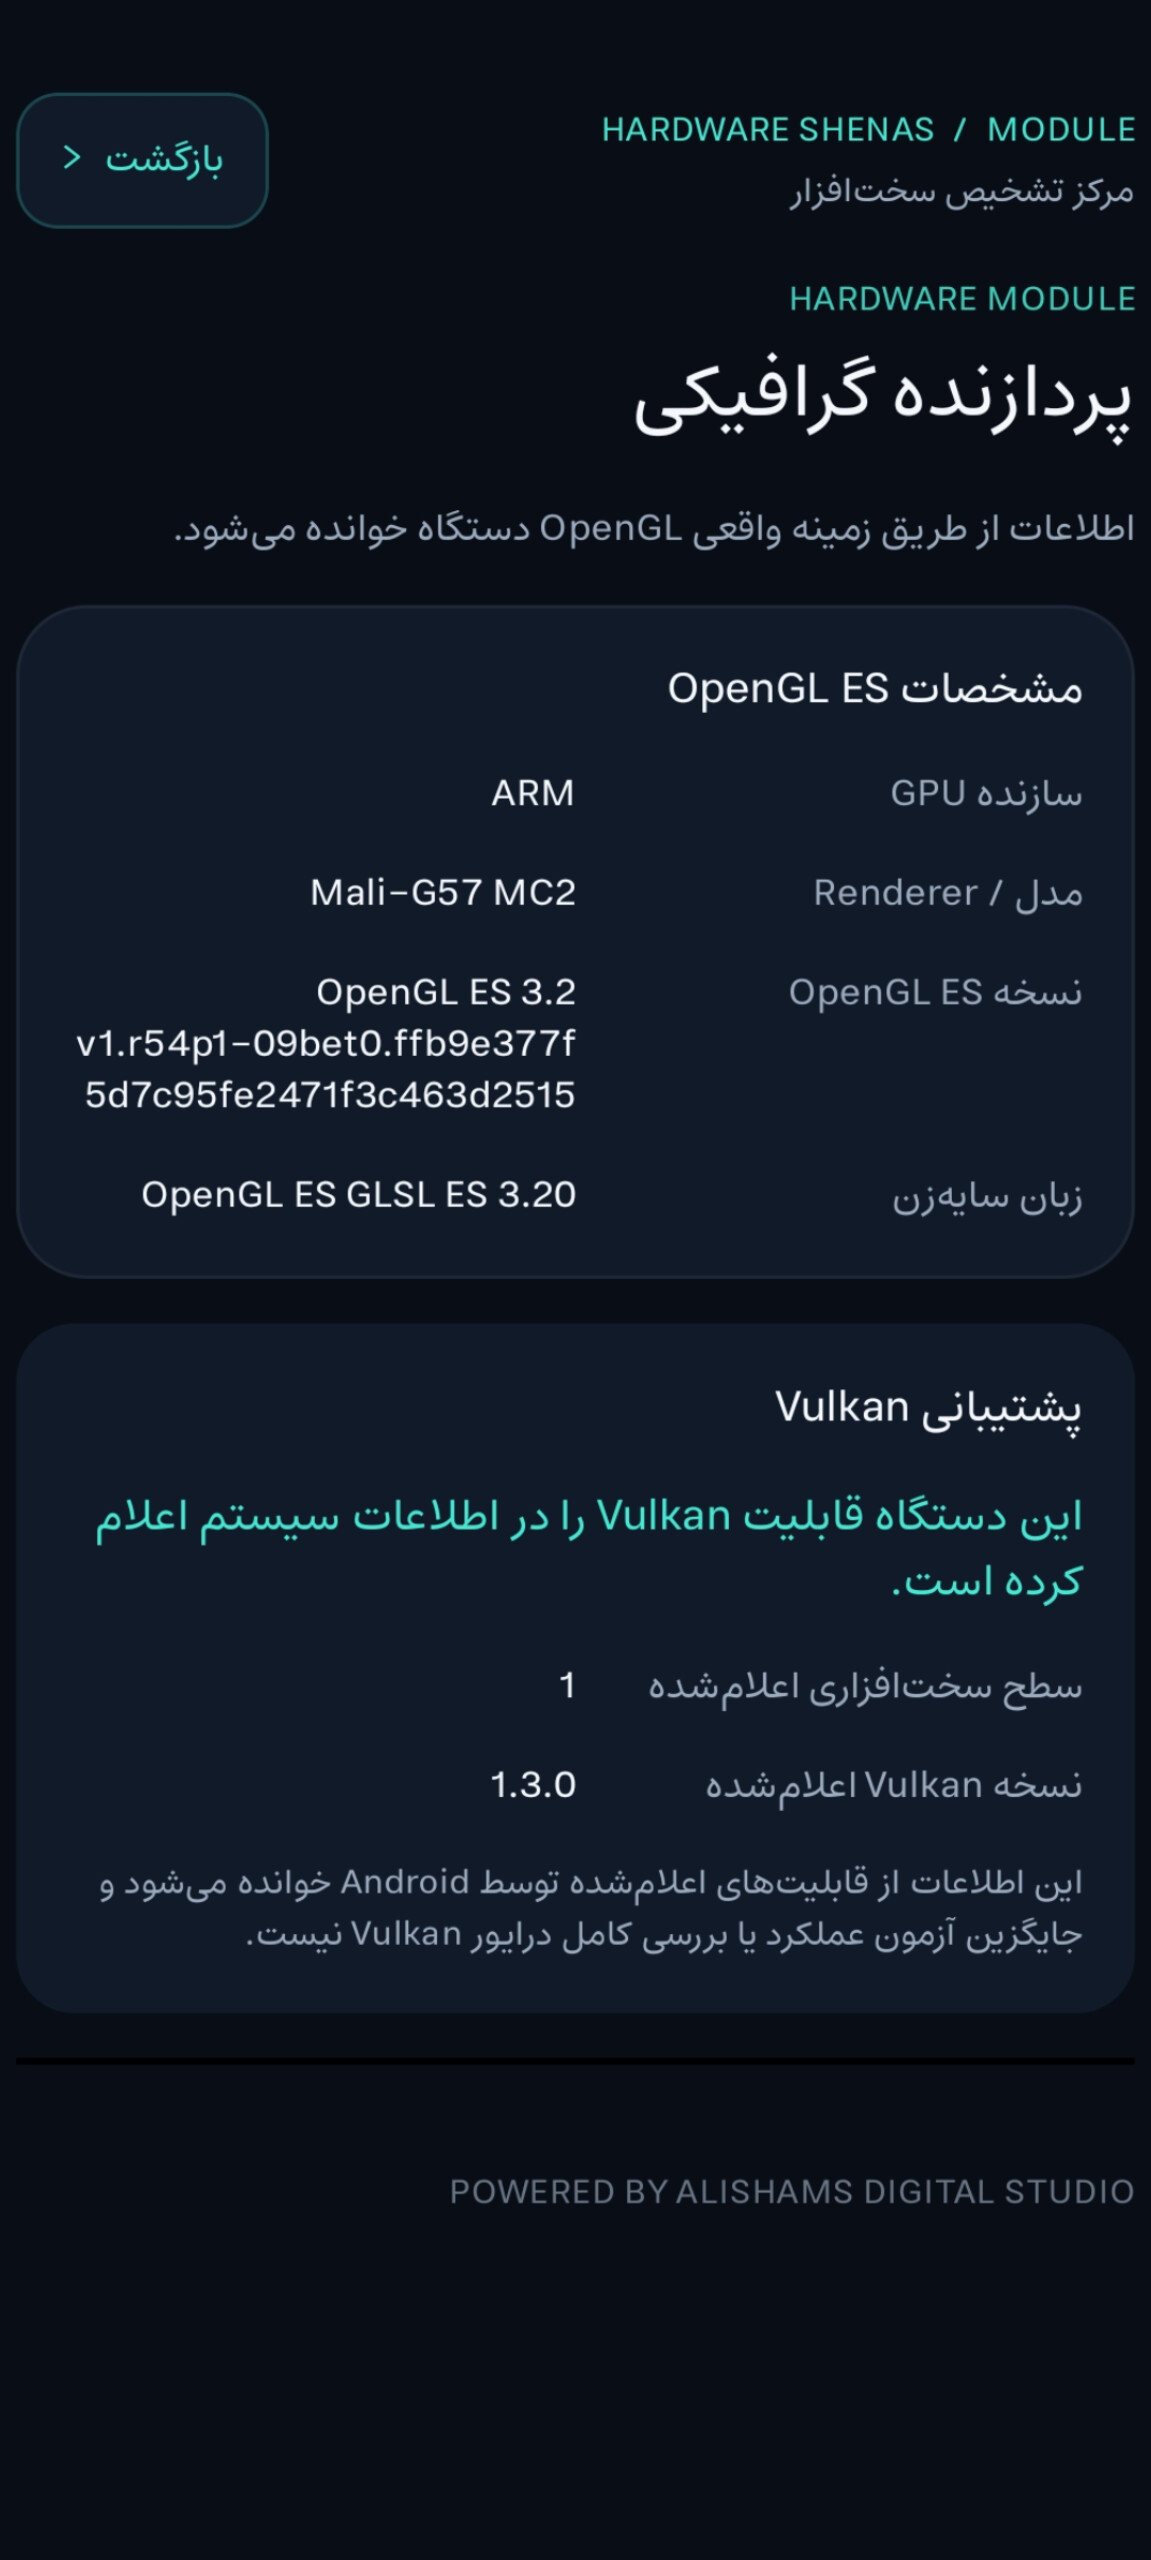 HARDWARE SHENAS / MODULE
مرکز تشخیص سخت‌افزار
بازگشت >
HARDWARE MODULE
پردازنده گرافیکی
اطلاعات از طریق زمینه واقعی OpenGL دستگاه خوانده می‌شود.
مشخصات OpenGL ES
سازنده GPU
ARM
مدل / Renderer
Mali-G57 MC2
نسخه OpenGL ES
OpenGL ES 3.2
v1.r54p1-09bet0.ffb9e377f
5d7c95fe2471f3c463d2515
زبان سایه‌زن
OpenGL ES GLSL ES 3.20
پشتیبانی Vulkan
این دستگاه قابلیت Vulkan را در اطلاعات سیستم اعلام
کرده است.
سطح سخت‌افزاری اعلام‌شده
1
نسخه Vulkan اعلام‌شده
1.3.0
این اطلاعات از قابلیت‌های اعلام‌شده توسط Android خوانده می‌شود و
جایگزین آزمون عملکرد یا بررسی کامل درایور Vulkan نیست.
POWERED BY ALISHAMS DIGITAL STUDIO